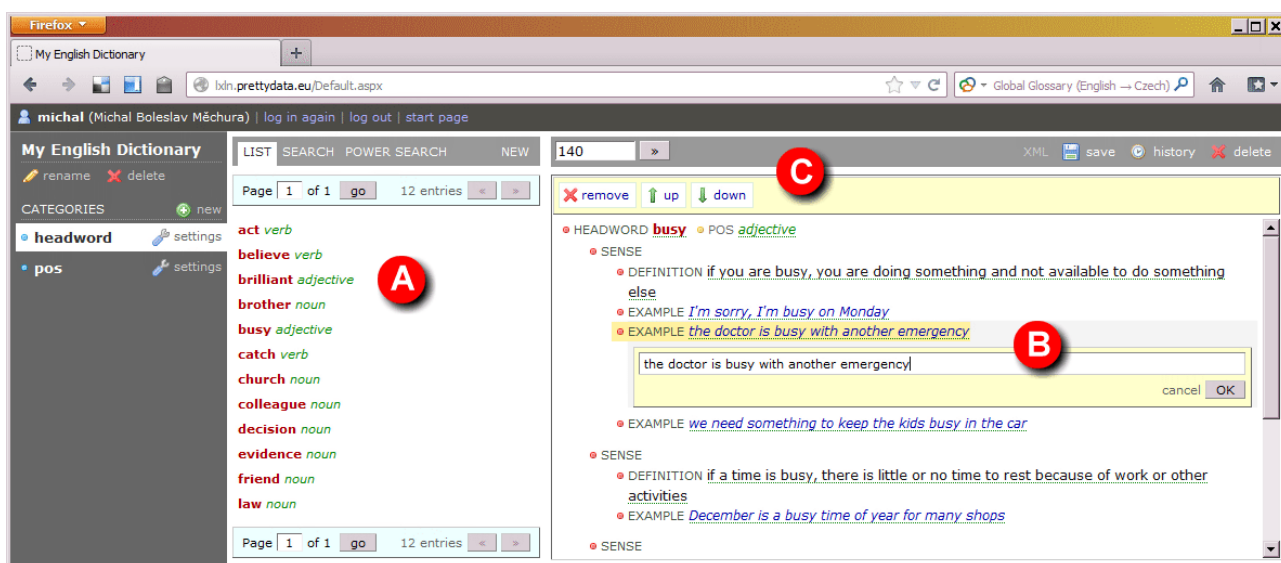 Firefox
My English Dictionary
+
lxln.prettydata.eu/Default.aspx
Global Glossary (English → Czech)
michal (Michal Boleslav Měchura) | log in again | log out | start page
My English Dictionary
rename delete
CATEGORIES new
headword settings
pos settings
LIST SEARCH POWER SEARCH NEW
Page 1 of 1 go 12 entries « »
act verb
believe verb
brilliant adjective
brother noun
busy adjective
catch verb
church noun
colleague noun
decision noun
evidence noun
friend noun
law noun
Page 1 of 1 go 12 entries « »
A
140 »
XML save history delete
C
remove up down
HEADWORD busy POS adjective
SENSE
DEFINITION if you are busy, you are doing something and not available to do something
else
EXAMPLE I'm sorry, I'm busy on Monday
EXAMPLE the doctor is busy with another emergency
B
the doctor is busy with another emergency
cancel OK
EXAMPLE we need something to keep the kids busy in the car
SENSE
DEFINITION if a time is busy, there is little or no time to rest because of work or other
activities
EXAMPLE December is a busy time of year for many shops
SENSE